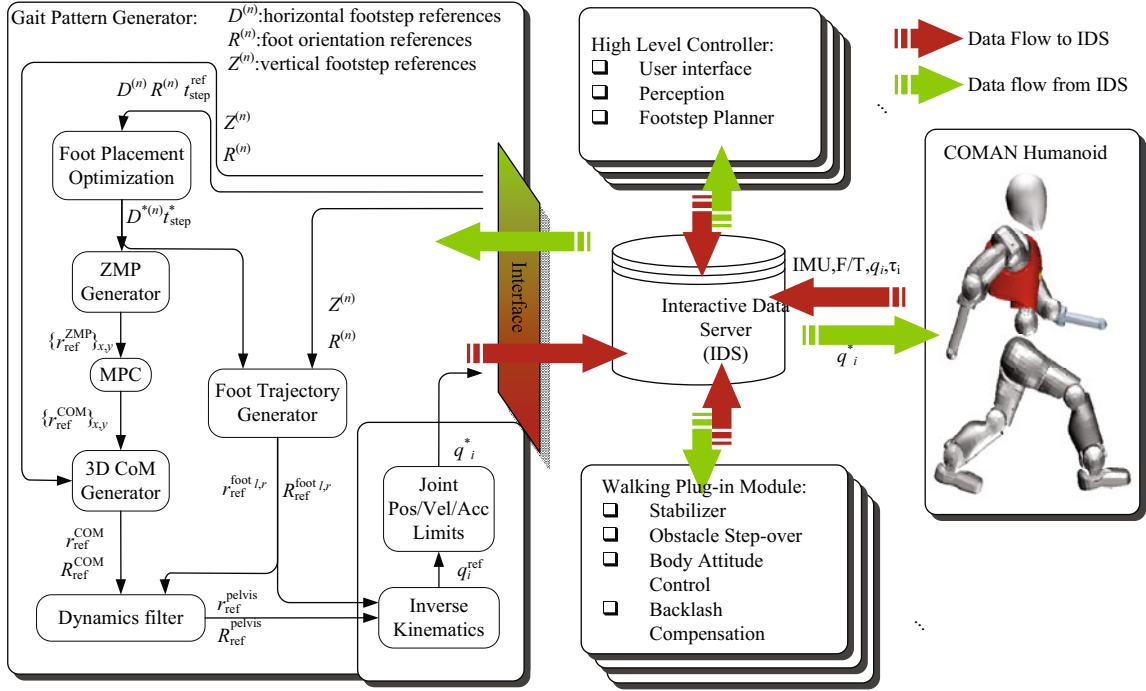 Gait Pattern Generator:
D^(n):horizontal footstep references
R^(n):foot orientation references
Z^(n):vertical footstep references
D^(n) R^(n) t_step^ref
Z^(n)
R^(n)
Foot Placement
Optimization
D^*(n) t_step^*
ZMP
Generator
{r_ref^ZMP}_x,y
MPC
{r_ref^COM}_x,y
3D CoM
Generator
r_ref^COM
R_ref^COM
Dynamics filter
Z^(n)
R^(n)
Foot Trajectory
Generator
r_ref^foot l,r
R_ref^foot l,r
r_ref^pelvis
R_ref^pelvis
q_i^*
Joint
Pos/Vel/Acc
Limits
q_i^ref
Inverse
Kinematics
Interface
High Level Controller:
❑ User interface
❑ Perception
❑ Footstep Planner
...
Interactive Data
Server
(IDS)
IMU,F/T,q_i,τ_i
q_i^*
Walking Plug-in Module:
❑ Stabilizer
❑ Obstacle Step-over
❑ Body Attitude
Control
❑ Backlash
Compensation
...
Data Flow to IDS
Data flow from IDS
COMAN Humanoid